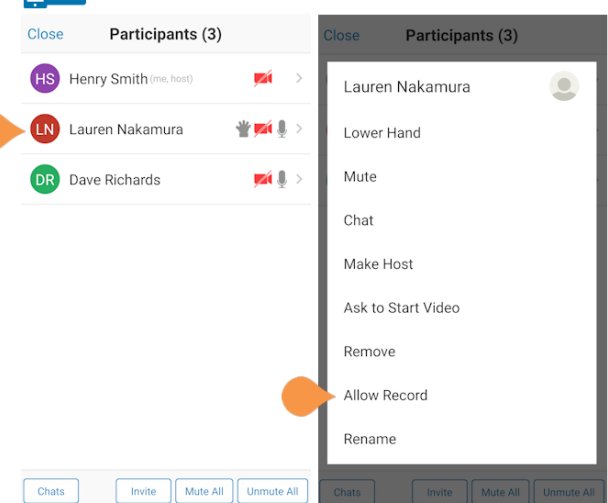 Close Participants (3)
HS Henry Smith (me, host)
LN Lauren Nakamura
DR Dave Richards
Chats Invite Mute All Unmute All
Close Participants (3)
Lauren Nakamura
Lower Hand
Mute
Chat
Make Host
Ask to Start Video
Remove
Allow Record
Rename
Chats Invite Mute All Unmute All